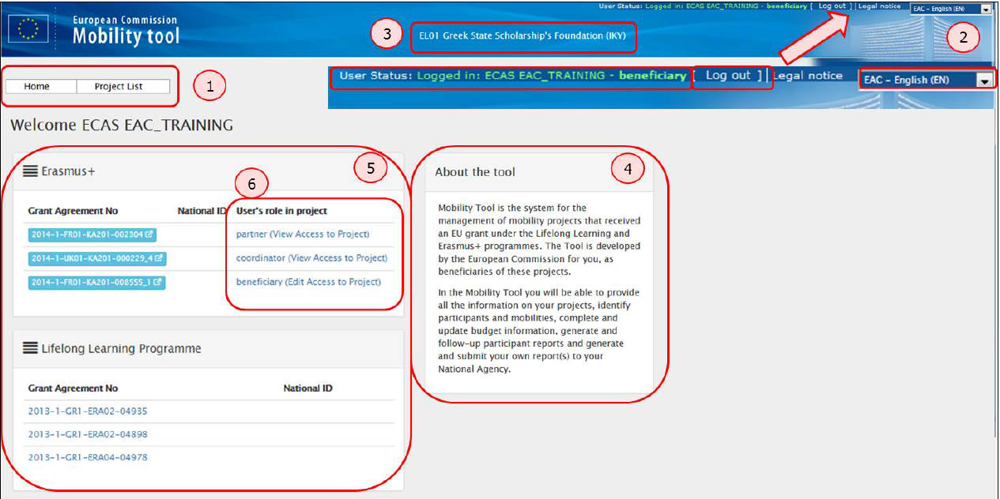 User Status: Logged in: ECAS EAC_TRAINING - beneficiary [ Log out ] | Legal notice
EAC - English (EN)
European Commission
Mobility tool
3
EL01 Greek State Scholarship's Foundation (IKY)
2
Home
Project List
1
User Status: Logged in: ECAS EAC_TRAINING - beneficiary [ Log out ] | Legal notice
EAC - English (EN)
Welcome ECAS EAC_TRAINING
Erasmus+
5
6
Grant Agreement No National ID User's role in project
2014-1-FR01-KA201-002304 partner (View Access to Project)
2014-1-UK01-KA201-000229_4 coordinator (View Access to Project)
2014-1-FR01-KA201-008555_1 beneficiary (Edit Access to Project)
Lifelong Learning Programme
Grant Agreement No National ID
2013-1-GR1-ERA02-04935
2013-1-GR1-ERA02-04898
2013-1-GR1-ERA04-04978
About the tool
4
Mobility Tool is the system for the
management of mobility projects that received
an EU grant under the Lifelong Learning and
Erasmus+ programmes. The Tool is developed
by the European Commission for you, as
beneficiaries of these projects.
In the Mobility Tool you will be able to provide
all the information on your projects, identify
participants and mobilities, complete and
update budget information, generate and
follow-up participant reports and generate
and submit your own report(s) to your
National Agency.